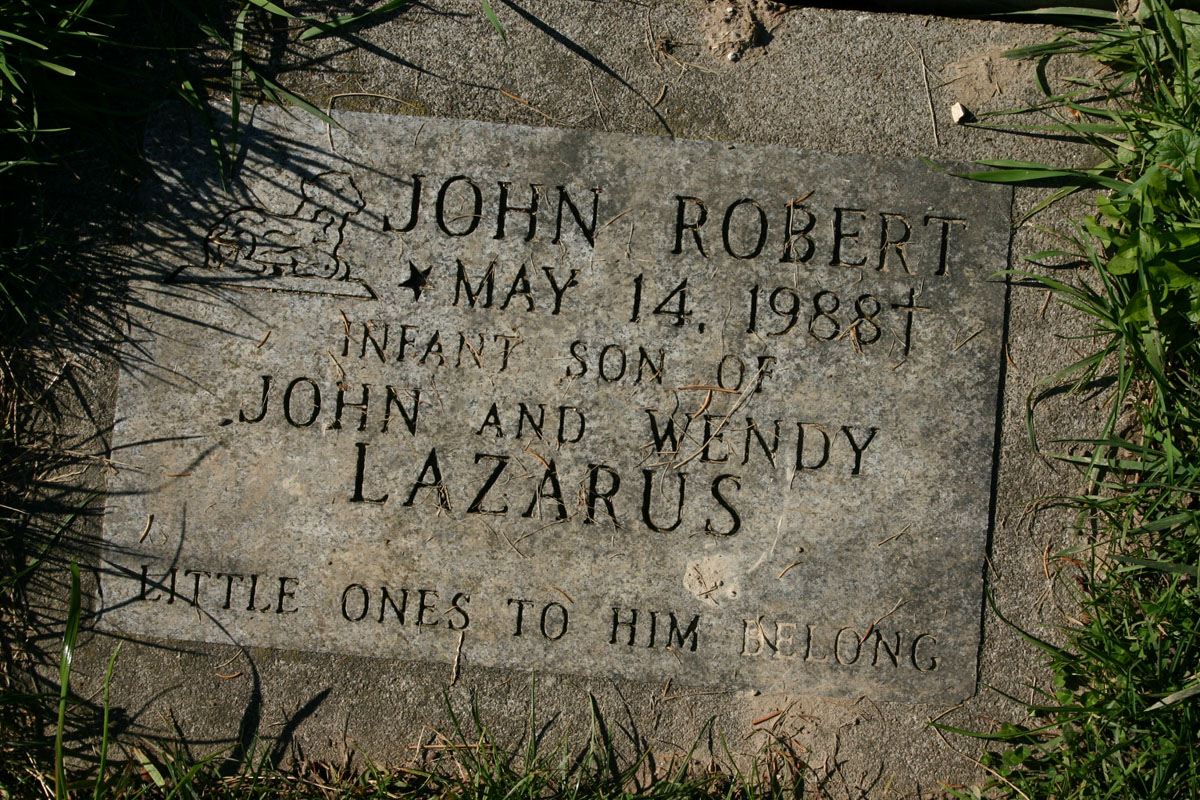 JOHN ROBERT
★ MAY 14, 1988 †
INFANT SON OF
JOHN AND WENDY
LAZARUS
LITTLE ONES TO HIM BELONG